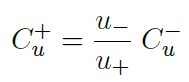 $C_u^+ = \frac{u_-}{u_+} \, C_u^-$